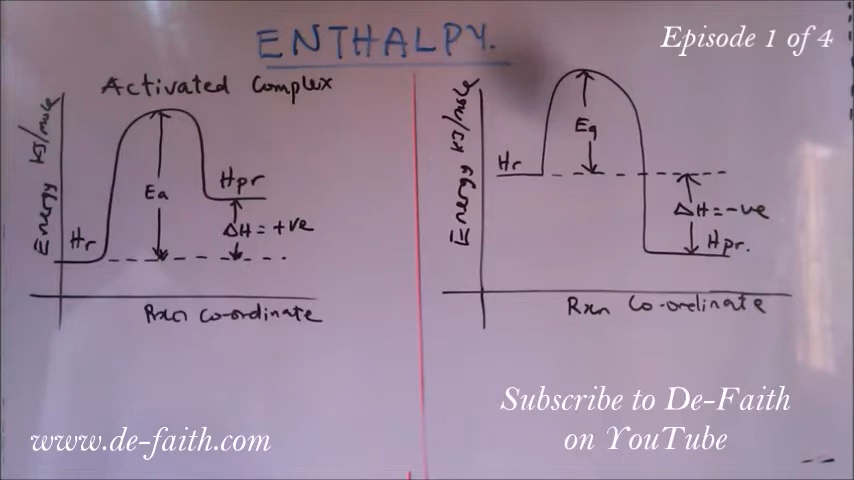 ENTHALPY.
Episode 1 of 4
Activated Complex
Energy KJ/mole
Ea
Hpr
ΔH = +ve
Hr
Rxn Co-ordinate
Energy KJ/mole
Hr
Ea
ΔH = -ve
Hpr.
Rxn Co-ordinate
Subscribe to De-Faith
on YouTube
www.de-faith.com